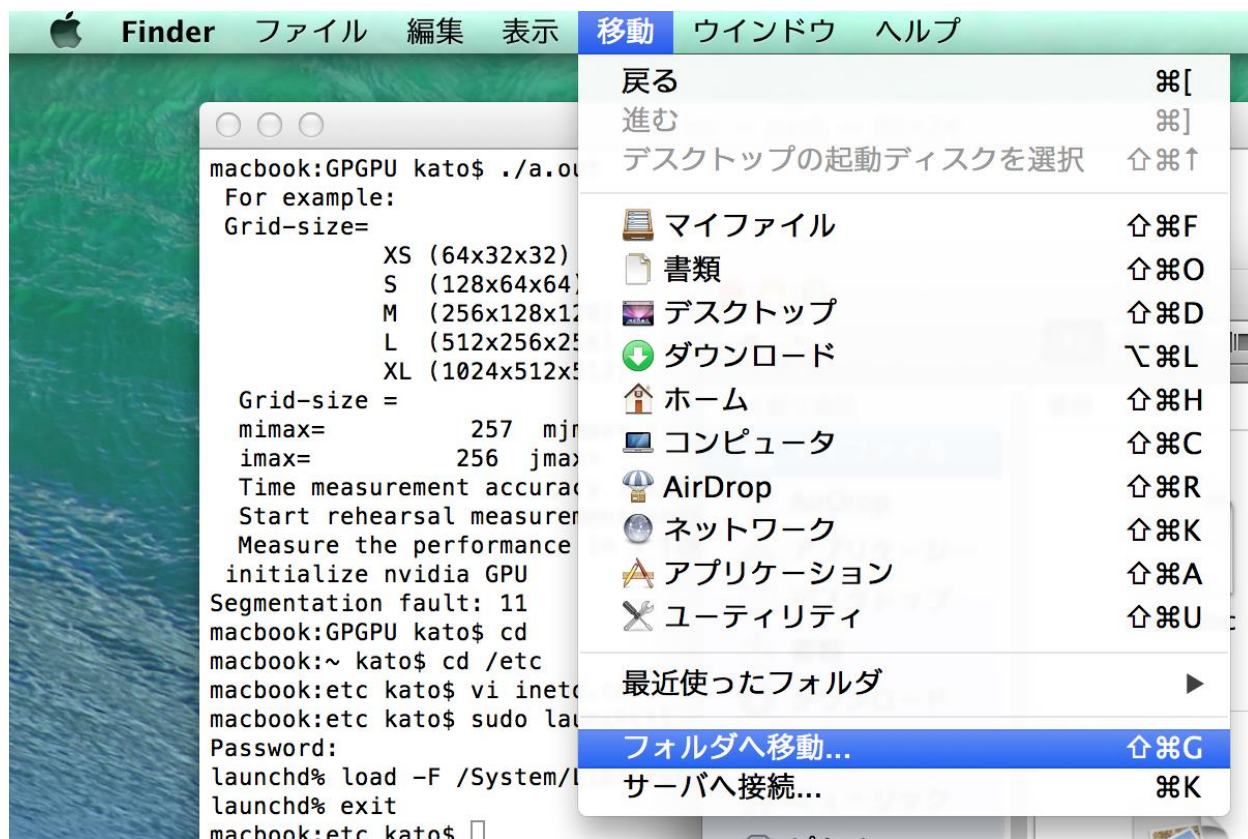 Finder ファイル 編集 表示 移動 ウインドウ ヘルプ
戻る ⌘[
進む ⌘]
デスクトップの起動ディスクを選択 ⇧⌘↑
マイファイル ⇧⌘F
書類 ⇧⌘O
デスクトップ ⇧⌘D
ダウンロード ⌥⌘L
ホーム ⇧⌘H
コンピュータ ⇧⌘C
AirDrop ⇧⌘R
ネットワーク ⇧⌘K
アプリケーション ⇧⌘A
ユーティリティ ⇧⌘U
最近使ったフォルダ ▶
フォルダへ移動... ⇧⌘G
サーバへ接続... ⌘K
macbook:GPGPU kato$ ./a.ou
For example:
Grid-size=
XS (64x32x32)
S (128x64x64)
M (256x128x12
L (512x256x25
XL (1024x512x5
Grid-size =
mimax= 257 mj
imax= 256 jmax
Time measurement accurac
Start rehearsal measurem
Measure the performance
initialize nvidia GPU
Segmentation fault: 11
macbook:GPGPU kato$ cd
macbook:~ kato$ cd /etc
macbook:etc kato$ vi inetd
macbook:etc kato$ sudo lau
Password:
launchd% load -F /System/L
launchd% exit
macbook:etc kato$